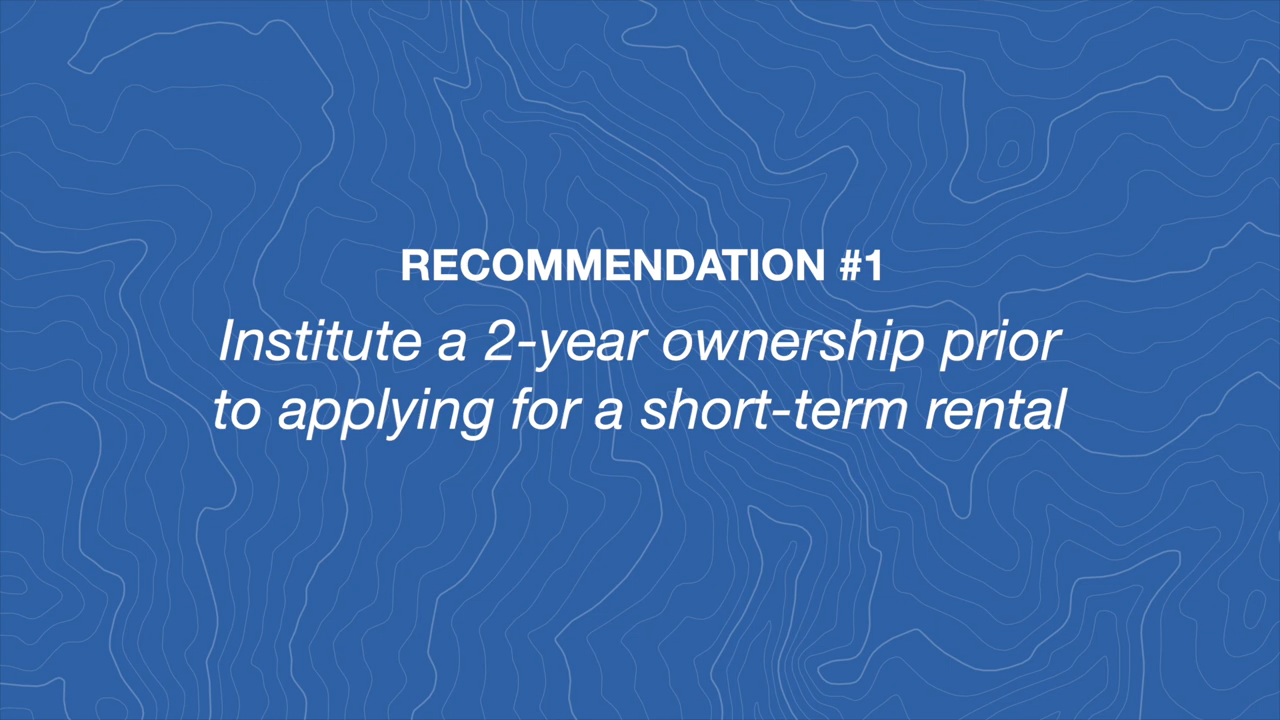 RECOMMENDATION #1
Institute a 2-year ownership prior
to applying for a short-term rental